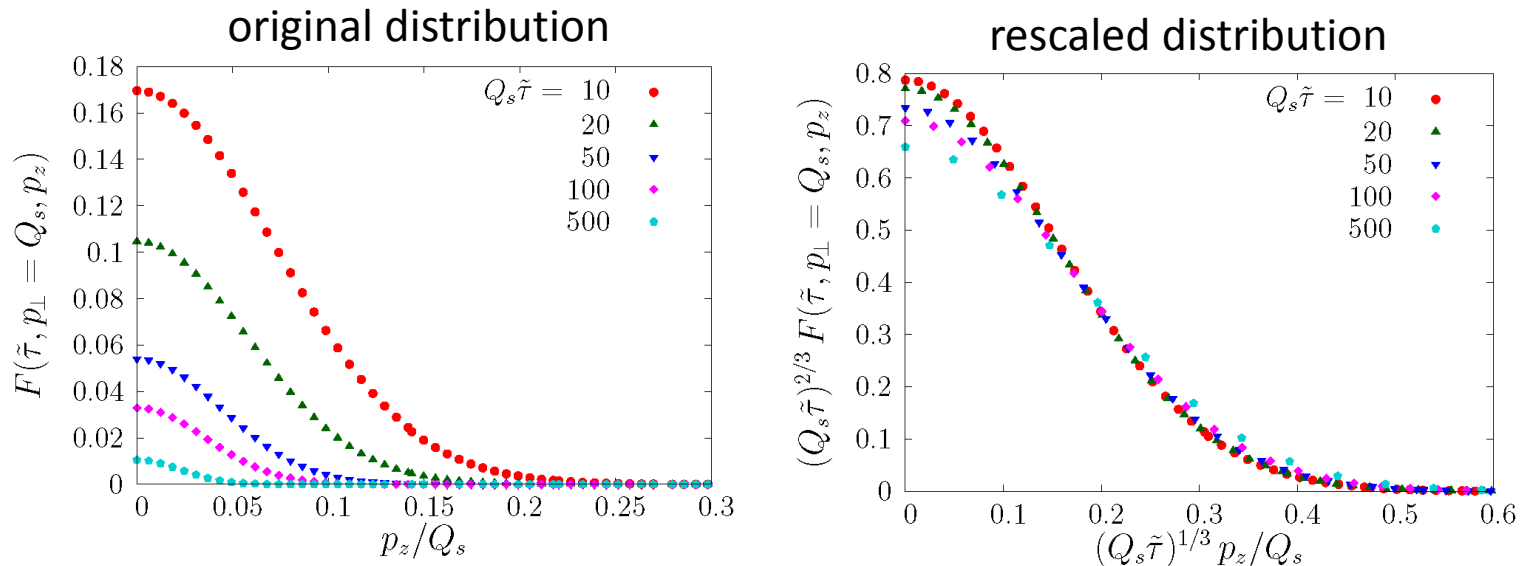 original distribution
F(τ̃, p⊥ = Qs, pz)
0.18
0.16
0.14
0.12
0.1
0.08
0.06
0.04
0.02
0
0 0.05 0.1 0.15 0.2 0.25 0.3
pz/Qs
Qsτ̃ = 10
20
50
100
500
rescaled distribution
(Qsτ̃)^2/3 F(τ̃, p⊥ = Qs, pz)
0.8
0.7
0.6
0.5
0.4
0.3
0.2
0.1
0
0 0.1 0.2 0.3 0.4 0.5 0.6
(Qsτ̃)^1/3 pz/Qs
Qsτ̃ = 10
20
50
100
500